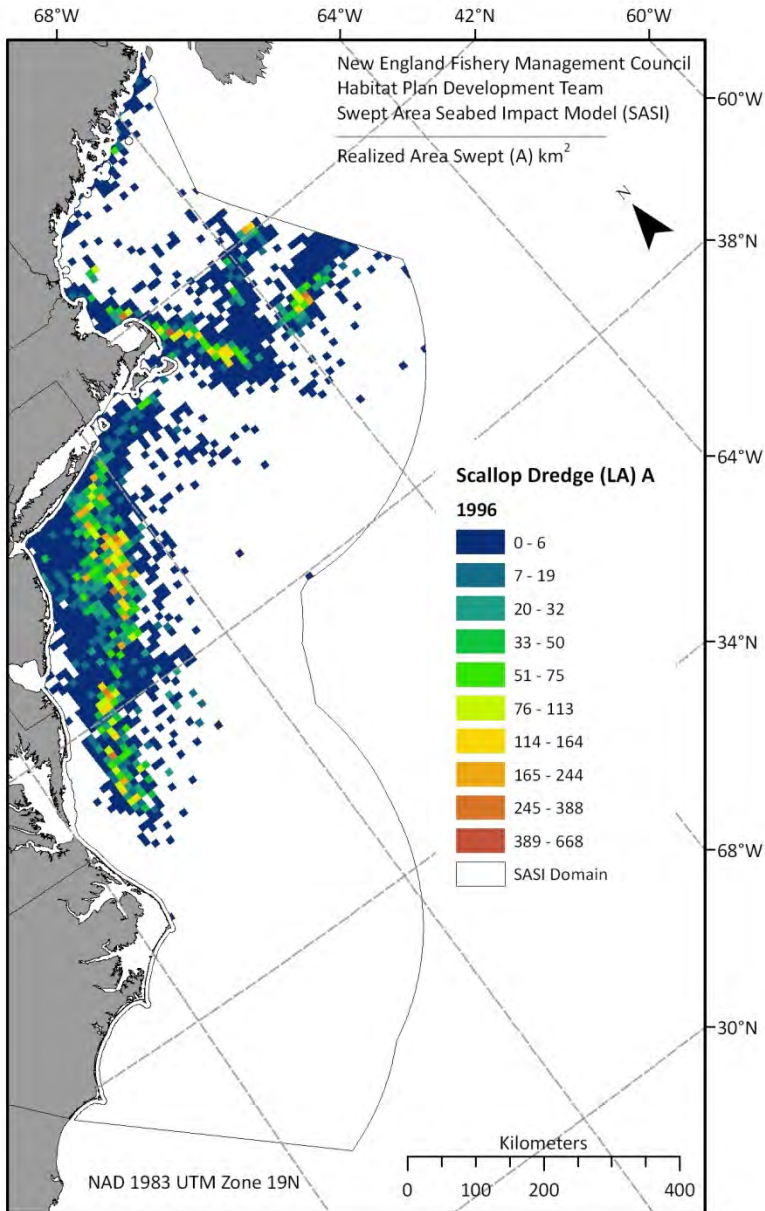 68°W 64°W 42°N 60°W
New England Fishery Management Council
Habitat Plan Development Team
Swept Area Seabed Impact Model (SASI)
Realized Area Swept (A) km²
60°W
N
38°N
64°W
Scallop Dredge (LA) A
1996
0 - 6
7 - 19
20 - 32
33 - 50
51 - 75
76 - 113
114 - 164
165 - 244
245 - 388
389 - 668
SASI Domain
34°N
68°W
30°N
Kilometers
0 100 200 400
NAD 1983 UTM Zone 19N